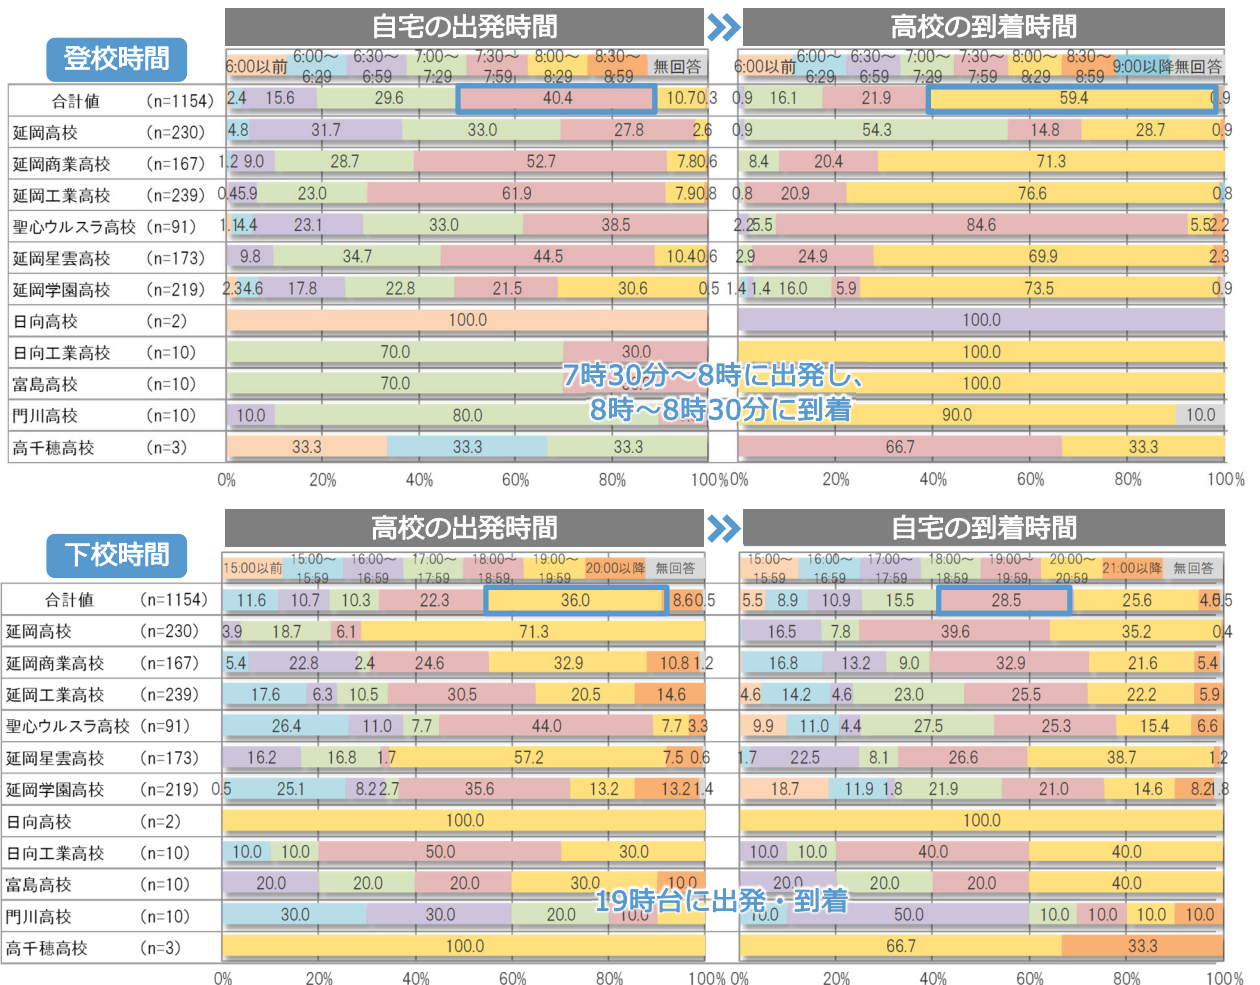 自宅の出発時間 高校の到着時間
登校時間
6:00以前 6:00～6:29 6:30～6:59 7:00～7:29 7:30～7:59 8:00～8:29 8:30～8:59 無回答 6:00以前 6:00～6:29 6:30～6:59 7:00～7:29 7:30～7:59 8:00～8:29 8:30～8:59 9:00以降 無回答
合計値 (n=1154) 2.4 15.6 29.6 40.4 10.7 0.3 0.9 16.1 21.9 59.4 0.9
延岡高校 (n=230) 4.8 31.7 33.0 27.8 2.6 0.9 54.3 14.8 28.7 0.9
延岡商業高校 (n=167) 1.2 9.0 28.7 52.7 7.8 0.6 8.4 20.4 71.3
延岡工業高校 (n=239) 0.4 5.9 23.0 61.9 7.9 0.8 0.8 20.9 76.6 0.8
聖心ウルスラ高校 (n=91) 1.1 4.4 23.1 33.0 38.5 2.2 5.5 84.6 5.5 2.2
延岡星雲高校 (n=173) 9.8 34.7 44.5 10.4 0.6 2.9 24.9 69.9 2.3
延岡学園高校 (n=219) 2.3 4.6 17.8 22.8 21.5 30.6 0.5 1.4 1.4 16.0 5.9 73.5 0.9
日向高校 (n=2) 100.0 100.0
日向工業高校 (n=10) 70.0 30.0 100.0
富島高校 (n=10) 70.0 100.0
7時30分～8時に出発し、
8時～8時30分に到着
門川高校 (n=10) 10.0 80.0 90.0 10.0
高千穂高校 (n=3) 33.3 33.3 33.3 66.7 33.3
0% 20% 40% 60% 80% 100% 0% 20% 40% 60% 80% 100%
高校の出発時間 自宅の到着時間
下校時間
15:00以前 15:00～15:59 16:00～16:59 17:00～17:59 18:00～18:59 19:00～19:59 20:00以降 無回答 15:00～15:59 16:00～16:59 17:00～17:59 18:00～18:59 19:00～19:59 20:00～20:59 21:00以降 無回答
合計値 (n=1154) 11.6 10.7 10.3 22.3 36.0 8.6 0.5 5.5 8.9 10.9 15.5 28.5 25.6 4.6 0.5
延岡高校 (n=230) 3.9 18.7 6.1 71.3 16.5 7.8 39.6 35.2 0.4
延岡商業高校 (n=167) 5.4 22.8 2.4 24.6 32.9 10.8 1.2 16.8 13.2 9.0 32.9 21.6 5.4
延岡工業高校 (n=239) 17.6 6.3 10.5 30.5 20.5 14.6 4.6 14.2 4.6 23.0 25.5 22.2 5.9
聖心ウルスラ高校 (n=91) 26.4 11.0 7.7 44.0 7.7 3.3 9.9 11.0 4.4 27.5 25.3 15.4 6.6
延岡星雲高校 (n=173) 16.2 16.8 1.7 57.2 7.5 0.6 1.7 22.5 8.1 26.6 38.7 1.2
延岡学園高校 (n=219) 0.5 25.1 8.2 2.7 35.6 13.2 13.2 1.4 18.7 11.9 1.8 21.9 21.0 14.6 8.2 1.8
日向高校 (n=2) 100.0 100.0
日向工業高校 (n=10) 10.0 10.0 50.0 30.0 10.0 10.0 40.0 40.0
富島高校 (n=10) 20.0 20.0 20.0 30.0 10.0 20.0 20.0 20.0 40.0
19時台に出発・到着
門川高校 (n=10) 30.0 30.0 20.0 10.0 10.0 50.0 10.0 10.0 10.0 10.0
高千穂高校 (n=3) 100.0 66.7 33.3
0% 20% 40% 60% 80% 100% 0% 20% 40% 60% 80% 100%